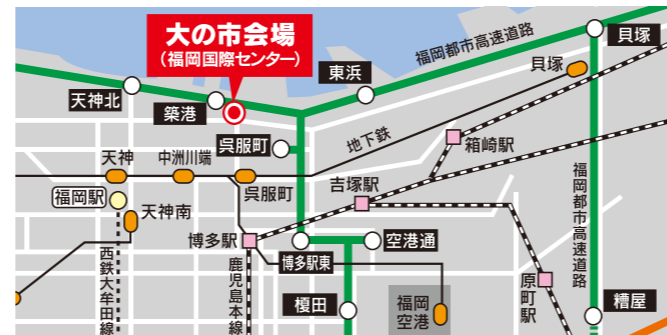 大の市会場
（福岡国際センター）
福岡都市高速道路
貝塚
東浜
貝塚
天神北
築港
地下鉄
呉服町
箱崎駅
天神
中洲川端
呉服町
吉塚駅
福岡駅
天神南
博多駅
空港通
福岡都市高速道路
博多駅東
西鉄大牟田線
鹿児島本線
榎田
福岡
空港
原町駅
糟屋